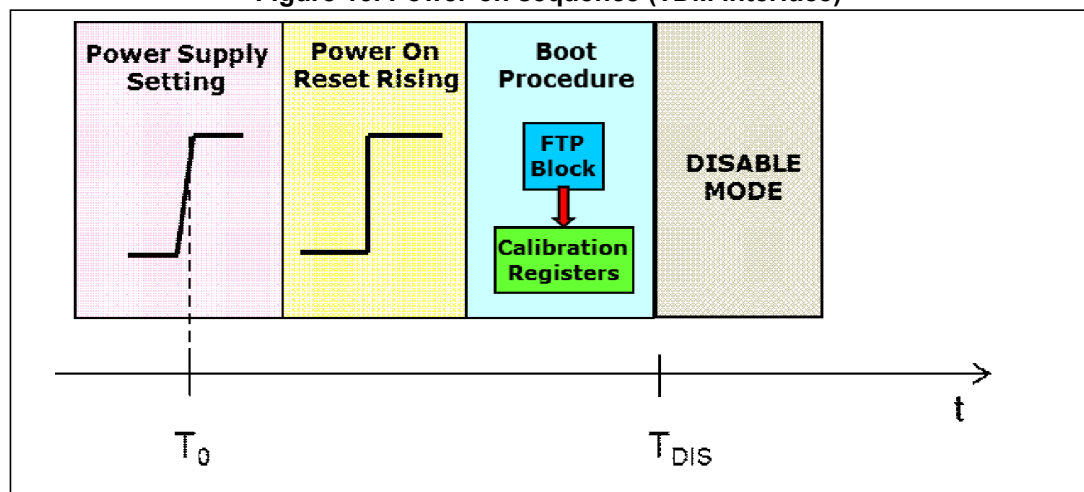 Power Supply
Setting
Power On
Reset Rising
Boot
Procedure
FTP
Block
Calibration
Registers
DISABLE
MODE
T0
TDIS
t